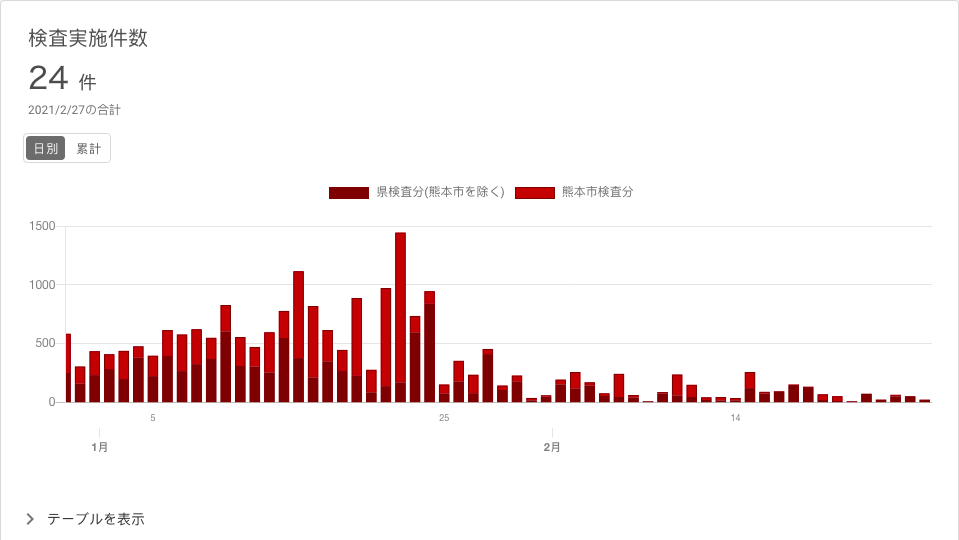 検査実施件数
24 件
2021/2/27の合計
日別 累計
県検査分(熊本市を除く) 熊本市検査分
1500
1000
500
0
5 25 14
1月 2月
テーブルを表示